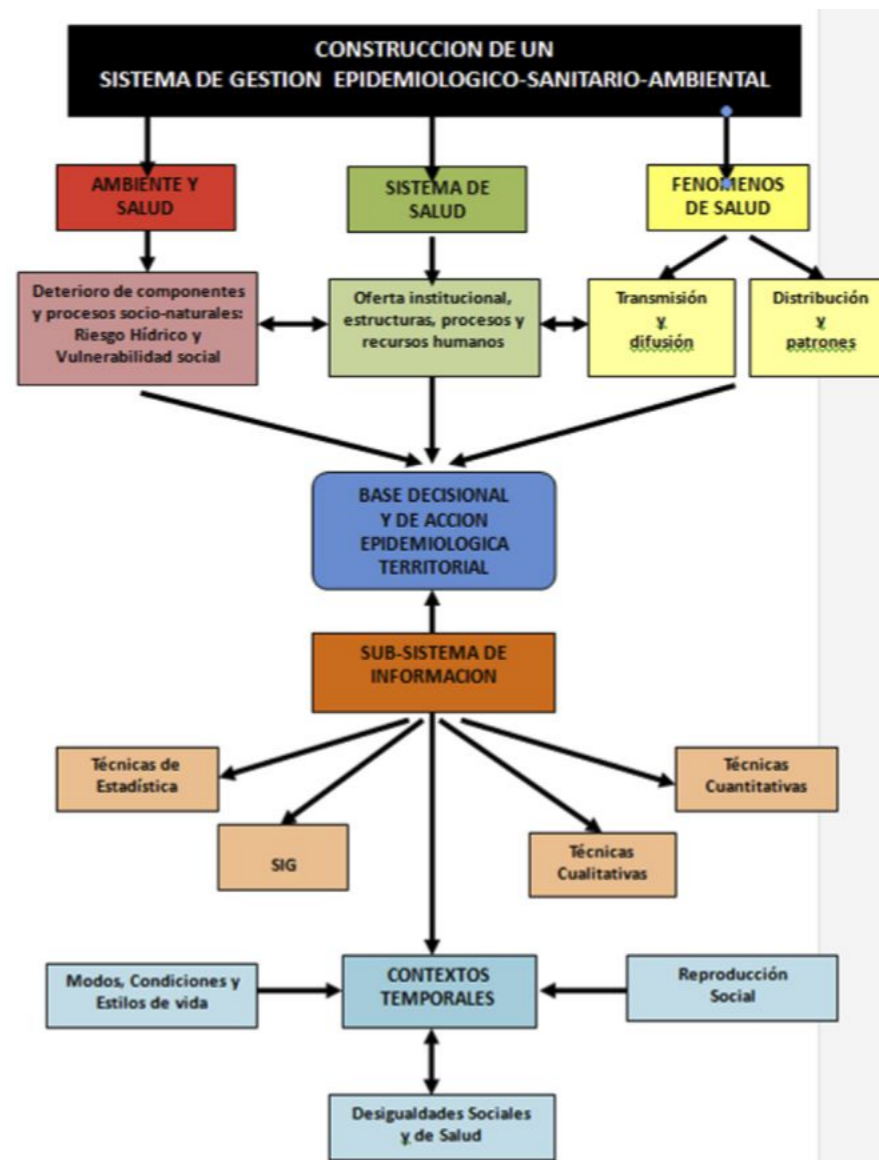 CONSTRUCCION DE UN
SISTEMA DE GESTION EPIDEMIOLOGICO-SANITARIO-AMBIENTAL
AMBIENTE Y
SALUD
SISTEMA DE
SALUD
FENOMENOS
DE SALUD
Deterioro de componentes
y procesos socio-naturales:
Riesgo Hídrico y
Vulnerabilidad social
Oferta institucional,
estructuras, procesos y
recursos humanos
Transmisión
y
difusión
Distribución
y
patrones
BASE DECISIONAL
Y DE ACCION
EPIDEMIOLOGICA
TERRITORIAL
SUB-SISTEMA DE
INFORMACION
Técnicas de
Estadística
SIG
Técnicas
Cualitativas
Técnicas
Cuantitativas
Modos, Condiciones y
Estilos de vida
CONTEXTOS
TEMPORALES
Reproducción
Social
Desigualdades Sociales
y de Salud